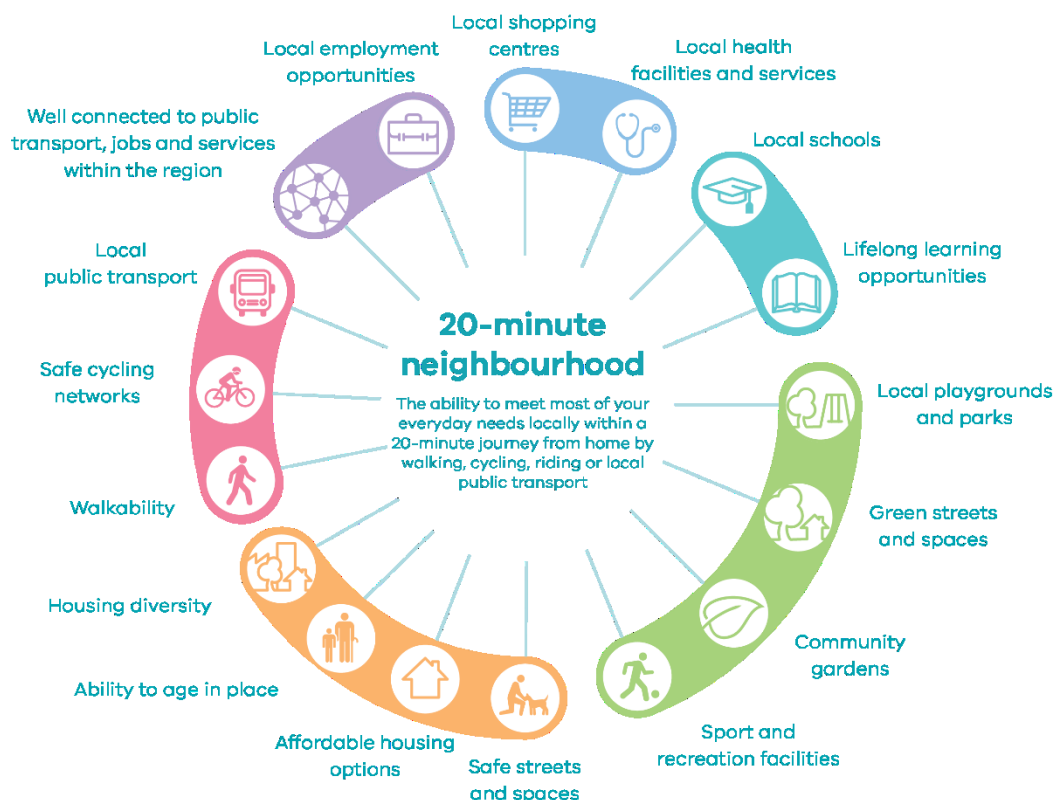 Local shopping
centres
Local health
facilities and services
Local schools
Lifelong learning
opportunities
Local playgrounds
and parks
Green streets
and spaces
Community
gardens
Sport and
recreation facilities
Safe streets
and spaces
Affordable housing
options
Ability to age in place
Housing diversity
Walkability
Safe cycling
networks
Local
public transport
Well connected to public
transport, jobs and services
within the region
Local employment
opportunities
20-minute
neighbourhood
The ability to meet most of your
everyday needs locally within a
20-minute journey from home by
walking, cycling, riding or local
public transport